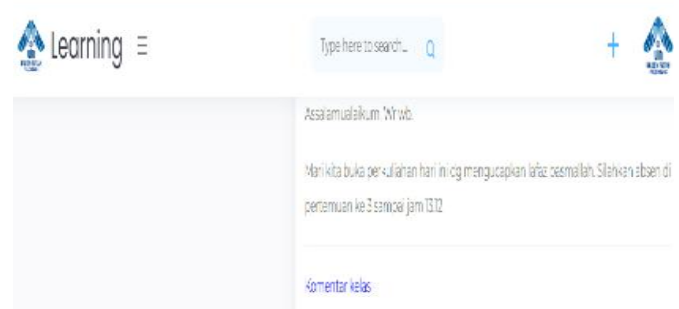 Learning
Type here to search...
Assalamualaikum. Wr.wb.
Mari kita buka perkuliahan hari ini dg mengucapkan lafaz basmallah. Silahkan absen di
pertemuan ke 3 sampai jam 13.12
Komentar kelas